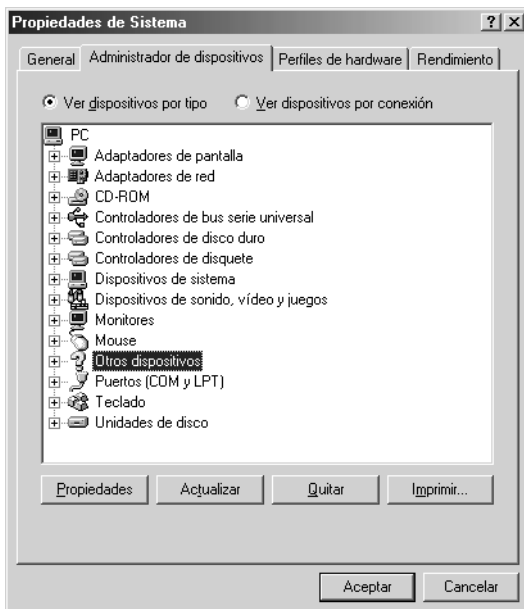 Propiedades de Sistema
General Administrador de dispositivos Perfiles de hardware Rendimiento
Ver dispositivos por tipo Ver dispositivos por conexión
PC
Adaptadores de pantalla
Adaptadores de red
CD-ROM
Controladores de bus serie universal
Controladores de disco duro
Controladores de disquete
Dispositivos de sistema
Dispositivos de sonido, vídeo y juegos
Monitores
Mouse
Otros dispositivos
Puertos (COM y LPT)
Teclado
Unidades de disco
Propiedades Actualizar Quitar Imprimir...
Aceptar Cancelar